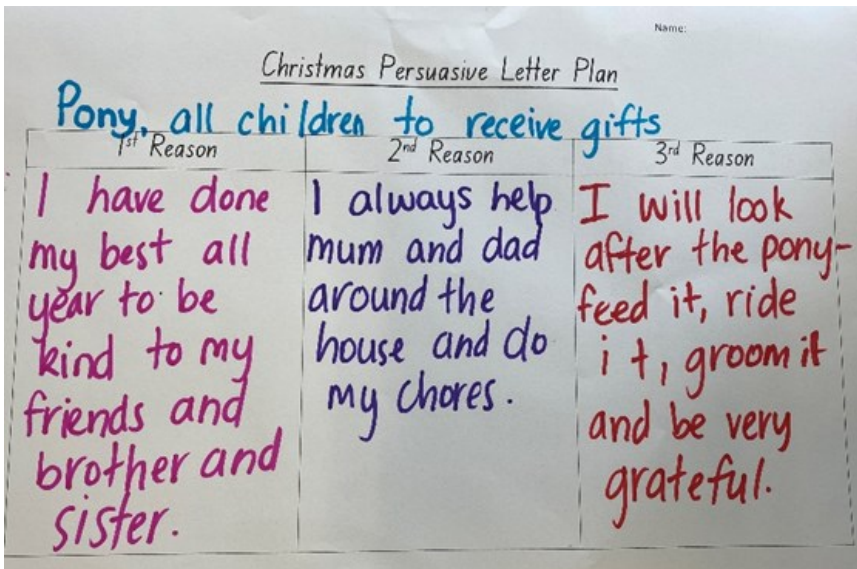 Name:
Christmas Persuasive Letter Plan
Pony, all children to receive gifts
1st Reason
I have done
my best all
year to be
kind to my
friends and
brother and
sister.
2nd Reason
I always help
mum and dad
around the
house and do
my chores.
3rd Reason
I will look
after the pony-
feed it, ride
it, groom it
and be very
grateful.